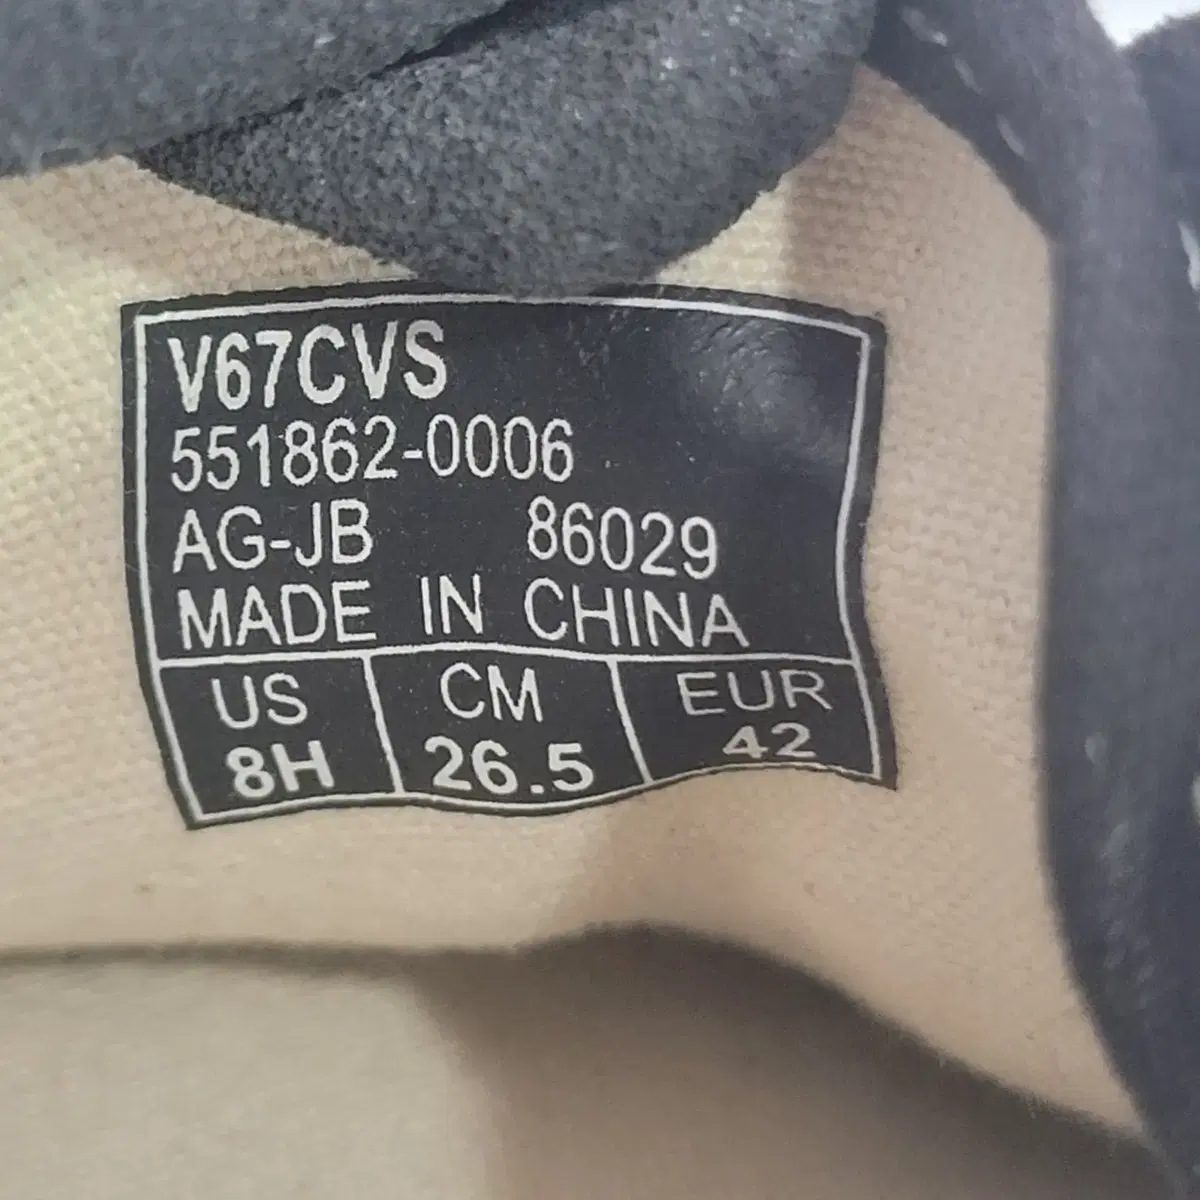 V67CVS
551862-0006
AG-JB 86029
MADE IN CHINA
US CM EUR
8H 26.5 42